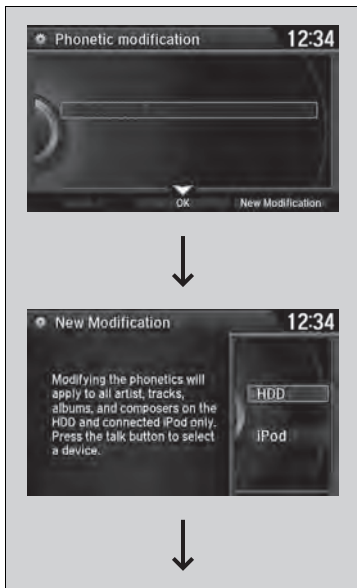 Phonetic modification 12:34
OK New Modification
New Modification 12:34
Modifying the phonetics will
apply to all artist, tracks,
albums, and composers on the
HDD and connected iPod only.
Press the talk button to select
a device.
HDD
iPod